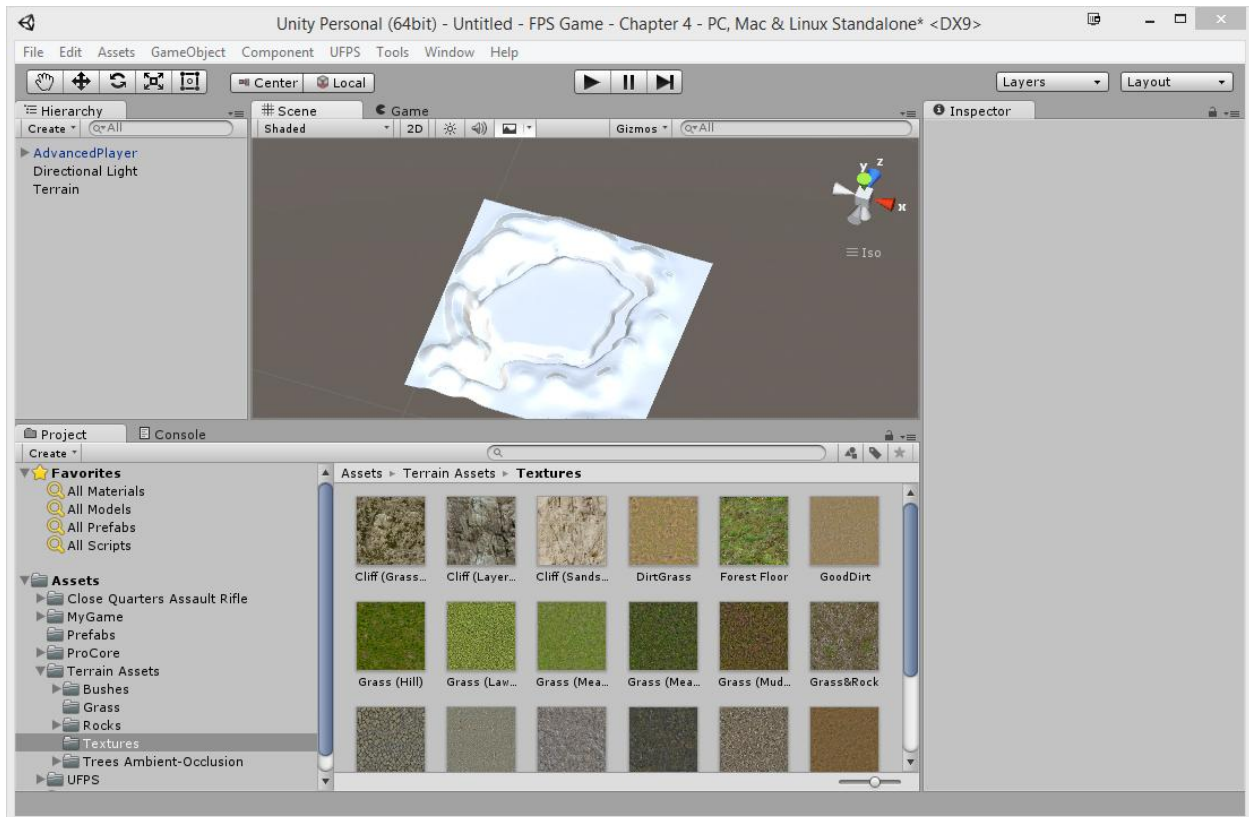 Unity Personal (64bit) - Untitled - FPS Game - Chapter 4 - PC, Mac & Linux Standalone* <DX9>
File Edit Assets GameObject Component UFPS Tools Window Help
Center Local Layers Layout
Hierarchy
Create All
AdvancedPlayer
Directional Light
Terrain
Scene Game
Shaded 2D Gizmos All
y z
x
Iso
Inspector
Project Console
Create
Favorites
All Materials
All Models
All Prefabs
All Scripts
Assets
Close Quarters Assault Rifle
MyGame
Prefabs
ProCore
Terrain Assets
Bushes
Grass
Rocks
Textures
Trees Ambient-Occlusion
UFPS
Assets Terrain Assets Textures
Cliff (Grass... Cliff (Layer... Cliff (Sands... DirtGrass Forest Floor GoodDirt
Grass (Hill) Grass (Law... Grass (Mea... Grass (Mea... Grass (Mud... Grass&Rock